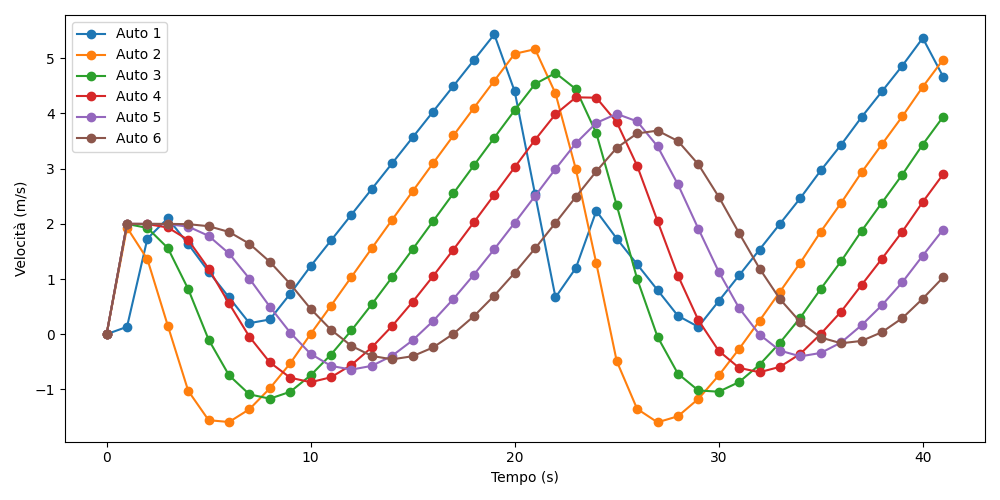 Auto 1
Auto 2
Auto 3
Auto 4
Auto 5
Auto 6
Velocità (m/s)
5
4
3
2
1
0
−1
0 10 20 30 40
Tempo (s)